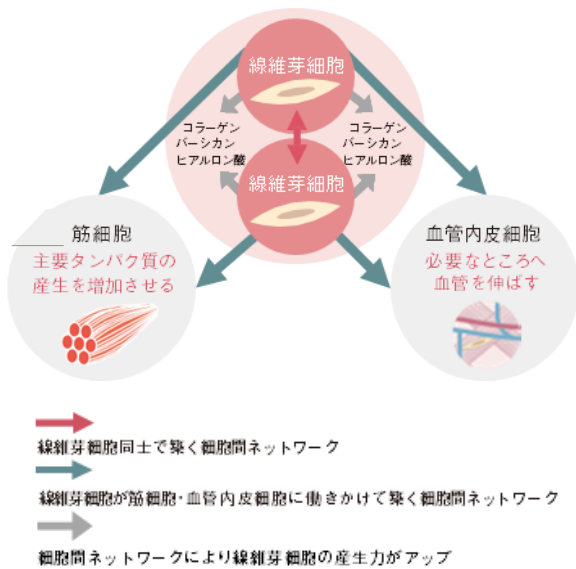 線維芽細胞
コラーゲン
バーシカン
ヒアルロン酸
コラーゲン
バーシカン
ヒアルロン酸
線維芽細胞
筋細胞
主要タンパク質の
産生を増加させる
血管内皮細胞
必要なところへ
血管を伸ばす
線維芽細胞同士で築く細胞間ネットワーク
線維芽細胞が筋細胞・血管内皮細胞に働きかけて築く細胞間ネットワーク
細胞間ネットワークにより線維芽細胞の産生力がアップ